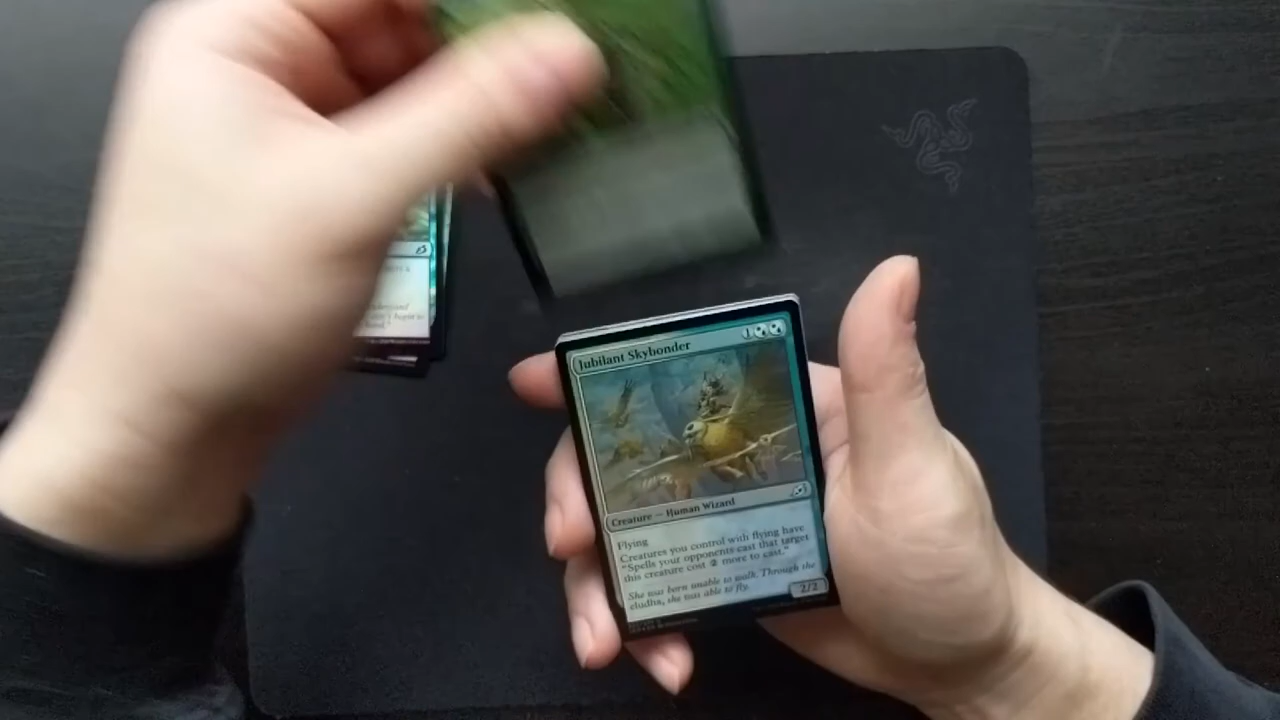 Jubilant Skybonder
1
Creature — Human Wizard
Flying
Creatures you control with flying have
"Spells your opponents cast that target
this creature cost 2 more to cast."
She was born unable to walk. Through the
eludha, she was able to fly.
2/2